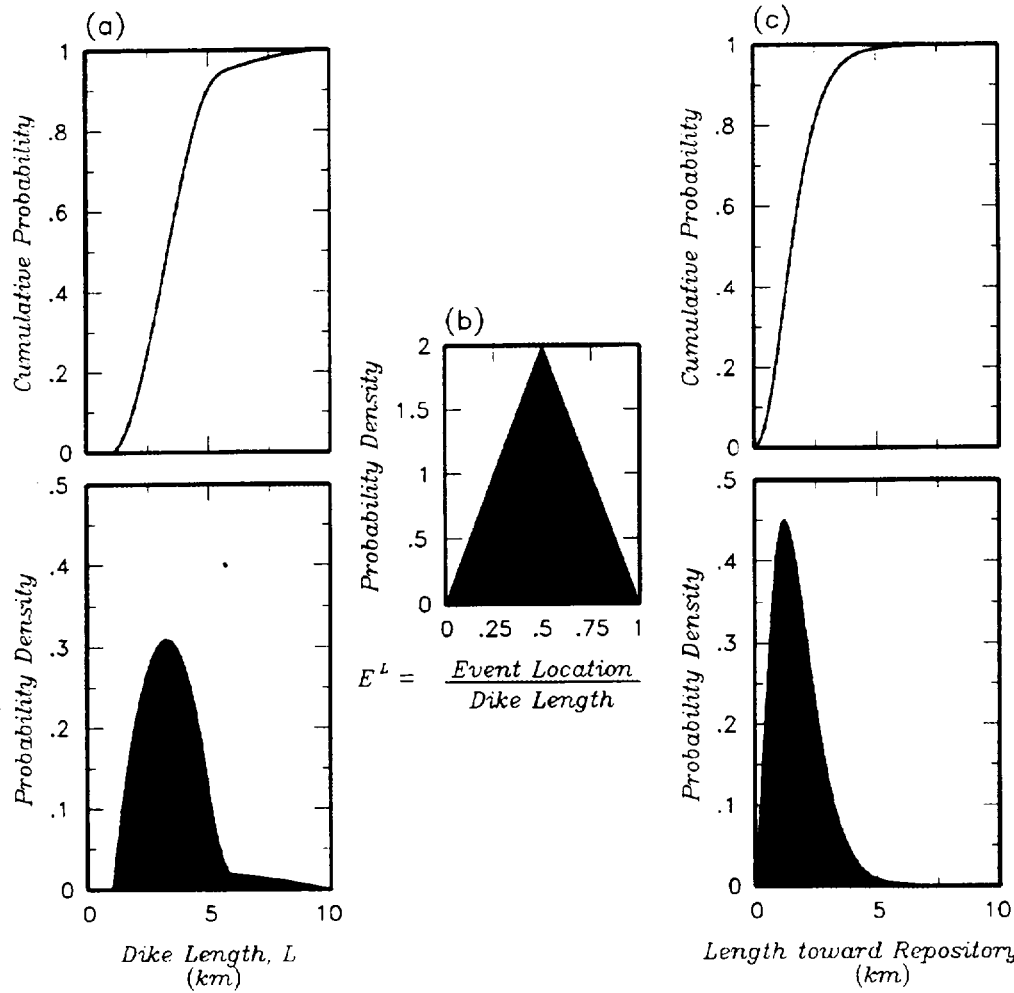 (a)
1
.8
.6
.4
.2
0
Cumulative Probability
.5
.4
.3
.2
.1
0
Probability Density
0 5 10
Dike Length, L
(km)
(b)
2
1.5
1
.5
0
Probability Density
0 .25 .5 .75 1
E^L = Event Location
Dike Length
(c)
1
.8
.6
.4
.2
0
Cumulative Probability
.5
.4
.3
.2
.1
0
Probability Density
0 5 10
Length toward Repository
(km)